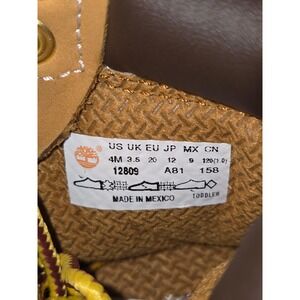 US UK EU JP MX CN
4M 3.5 20 12 9 120(1.0)
12809 A81 158
MADE IN MEXICO TODDLER